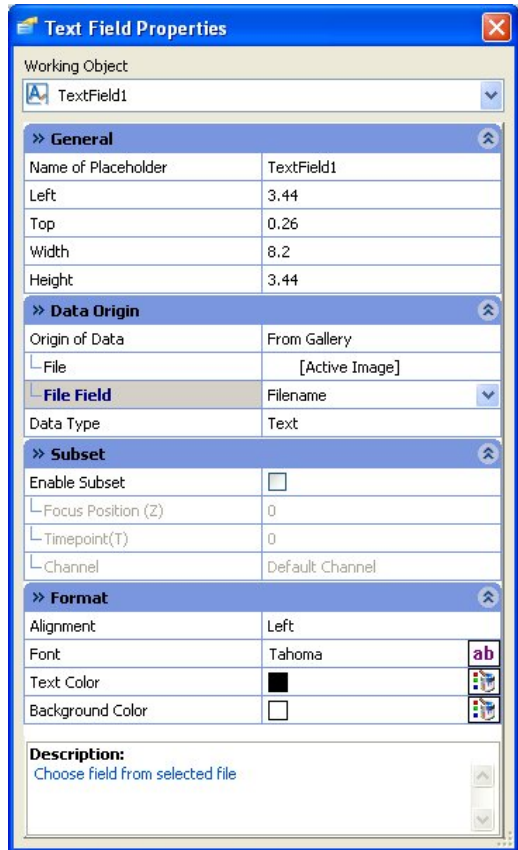 Text Field Properties
Working Object
TextField1
» General
Name of Placeholder TextField1
Left 3.44
Top 0.26
Width 8.2
Height 3.44
» Data Origin
Origin of Data From Gallery
File [Active Image]
File Field Filename
Data Type Text
» Subset
Enable Subset
Focus Position (Z) 0
Timepoint(T) 0
Channel Default Channel
» Format
Alignment Left
Font Tahoma ab
Text Color
Background Color
Description:
Choose field from selected file